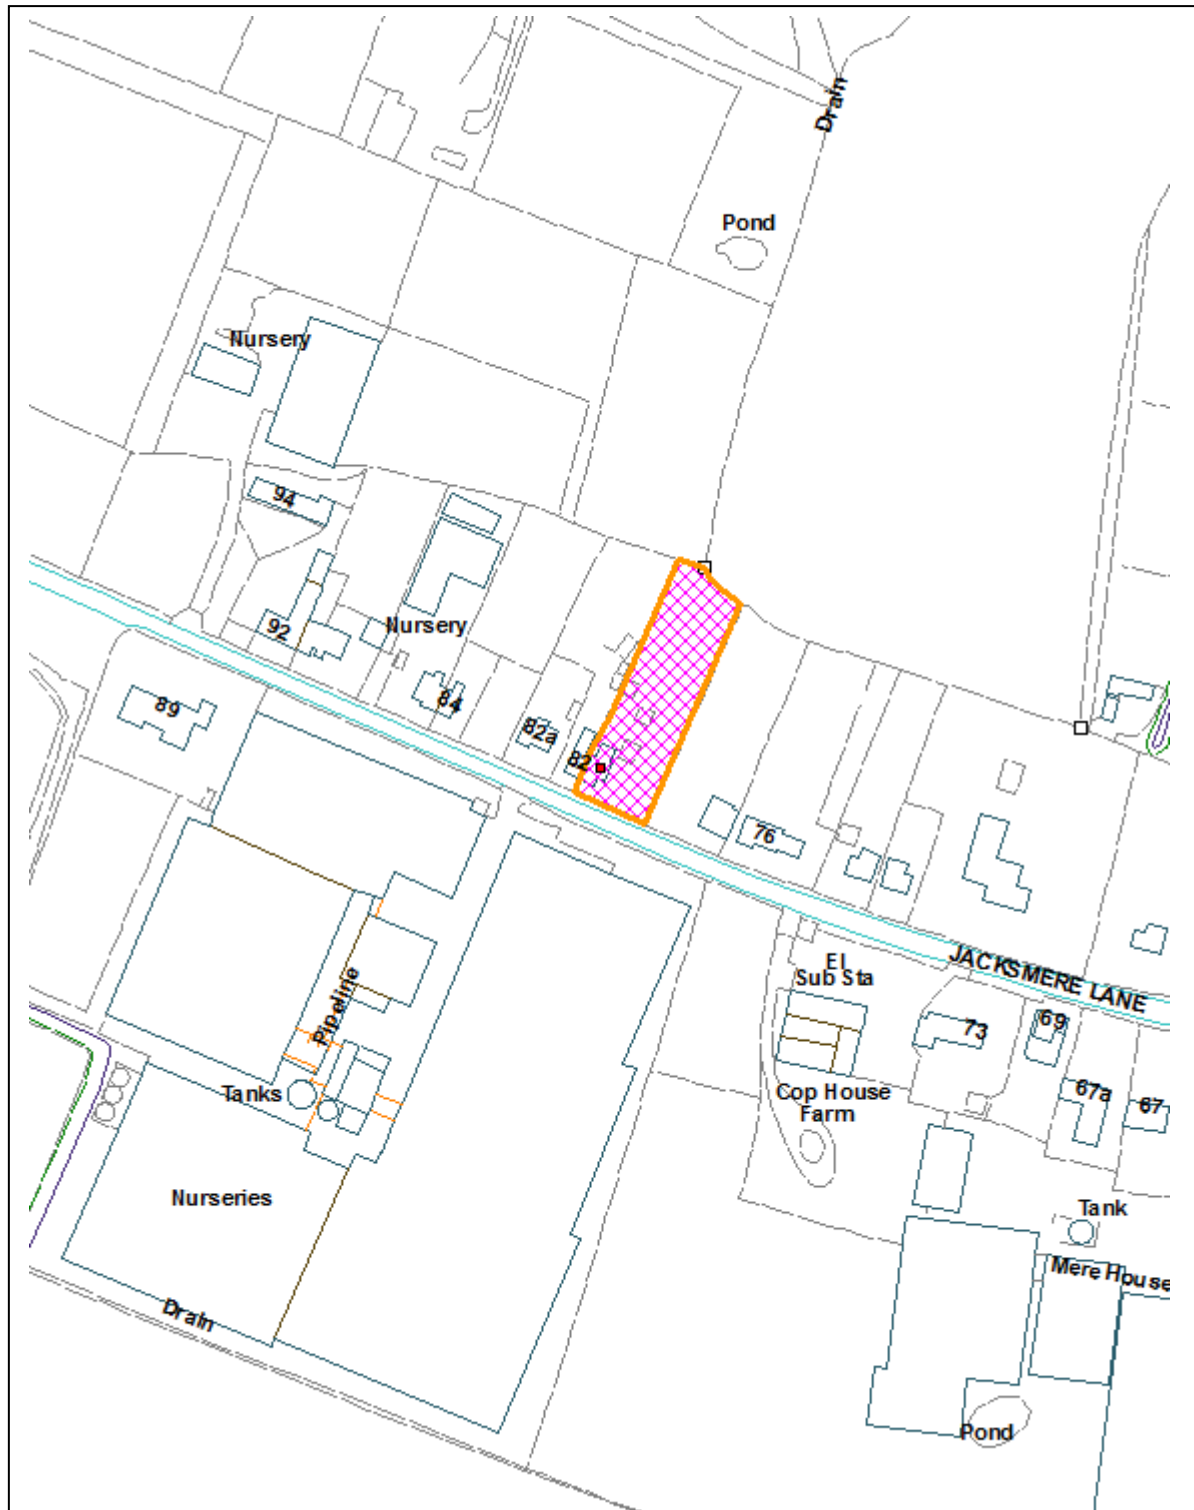 Drain
Pond
Nursery
94
92
Nursery
84
89
82a
82
76
El
Sub Sta
JACKSMERE LANE
Pipeline
73
69
Tanks
Cop House
Farm
67a
67
Nurseries
Tank
Mere House
Drain
Pond